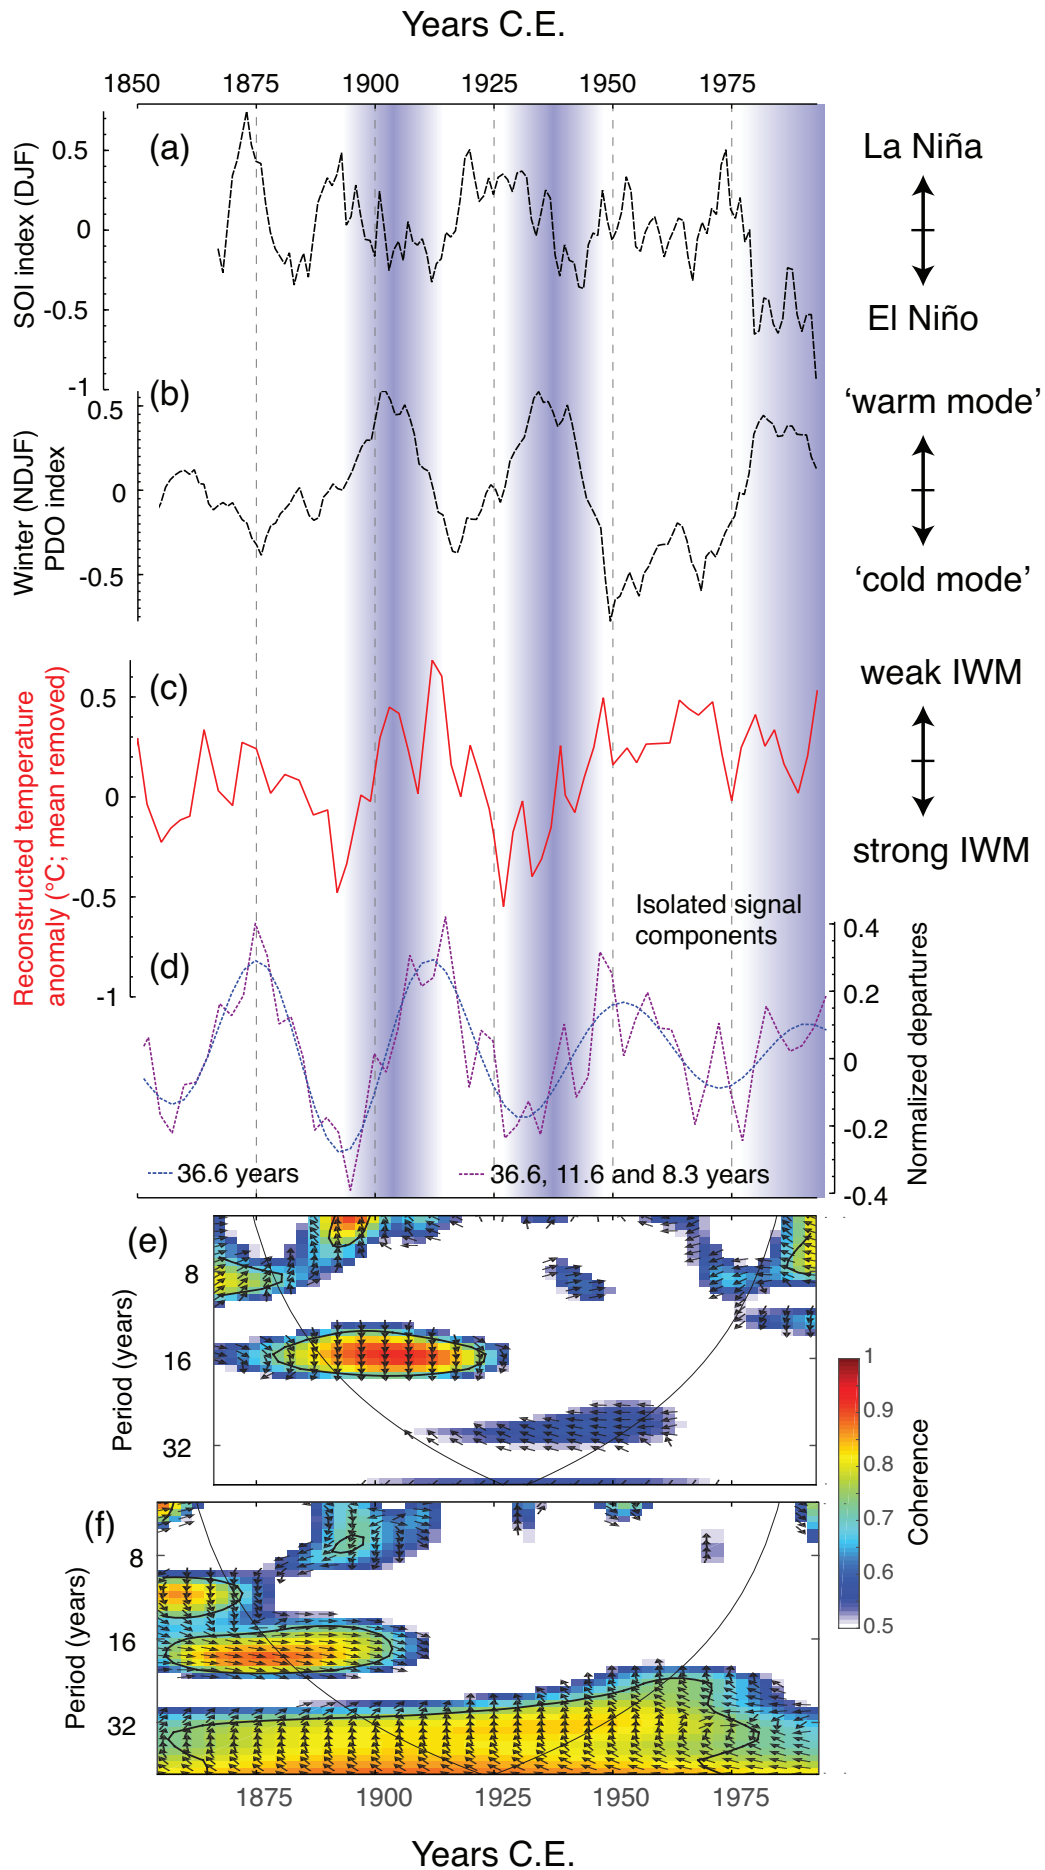 Years C.E.
1850 1875 1900 1925 1950 1975
(a)
SOI index (DJF)
0.5
0
-0.5
-1
La Niña
El Niño
(b)
Winter (NDJF)
PDO index
0.5
0
-0.5
‘warm mode’
‘cold mode’
(c)
Reconstructed temperature
anomaly (°C; mean removed)
0.5
0
-0.5
-1
weak IWM
strong IWM
Isolated signal
components
(d)
Normalized departures
0.4
0.2
0
-0.2
-0.4
36.6 years
36.6, 11.6 and 8.3 years
(e)
Period (years)
8
16
32
(f)
Period (years)
8
16
32
Coherence
1
0.9
0.8
0.7
0.6
0.5
1875 1900 1925 1950 1975
Years C.E.